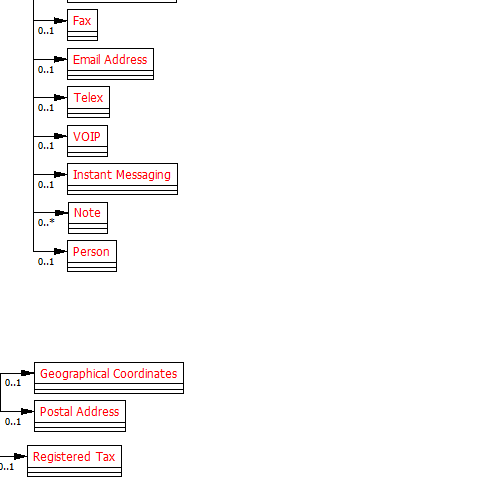 Fax
0..1
Email Address
0..1
Telex
0..1
VOIP
0..1
Instant Messaging
0..1
Note
0..*
Person
0..1
Geographical Coordinates
0..1
Postal Address
0..1
Registered Tax
0..1